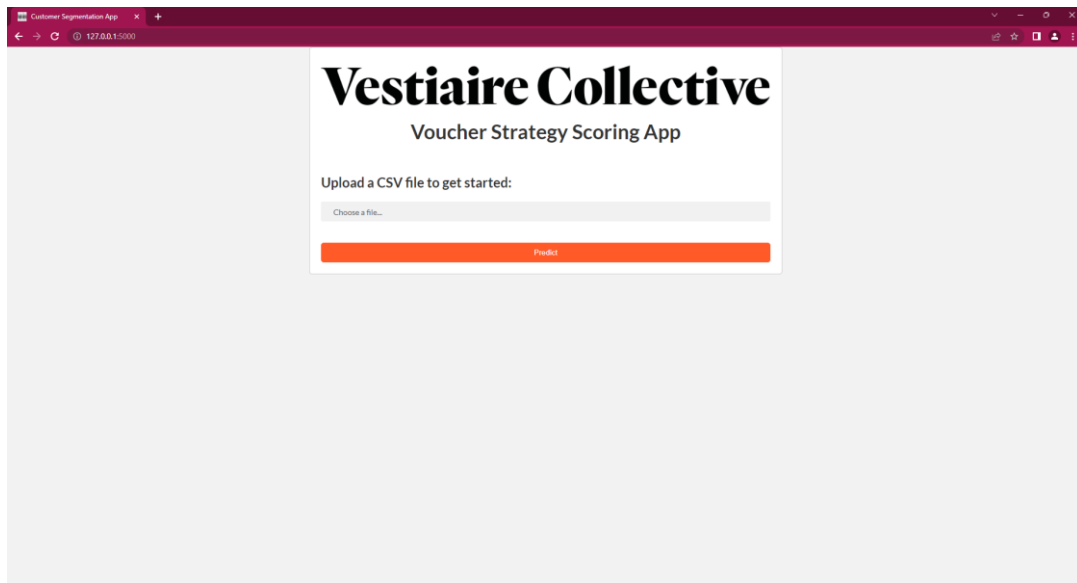 Customer Segmentation App
127.0.0.1:5000
Vestiaire Collective
Voucher Strategy Scoring App
Upload a CSV file to get started:
Choose a file...
Predict